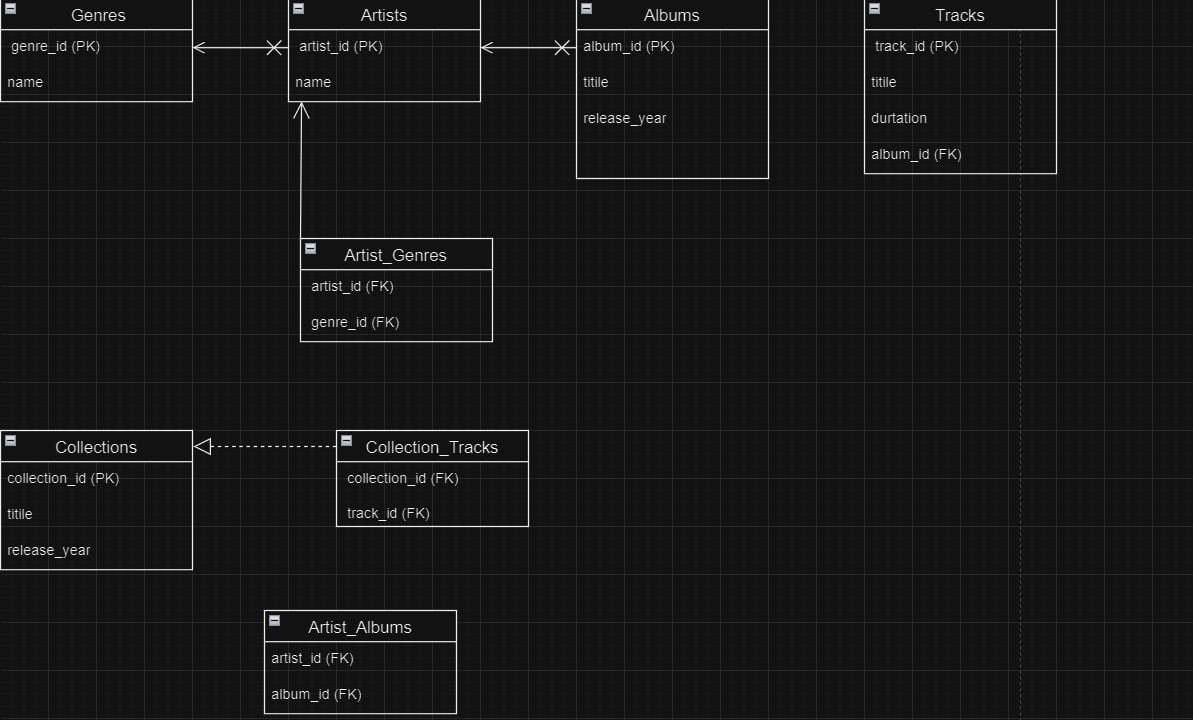 Genres
genre_id (PK)
name
Artists
artist_id (PK)
name
Albums
album_id (PK)
titile
release_year
Tracks
track_id (PK)
titile
durtation
album_id (FK)
Artist_Genres
artist_id (FK)
genre_id (FK)
Collections
collection_id (PK)
titile
release_year
Collection_Tracks
collection_id (FK)
track_id (FK)
Artist_Albums
artist_id (FK)
album_id (FK)